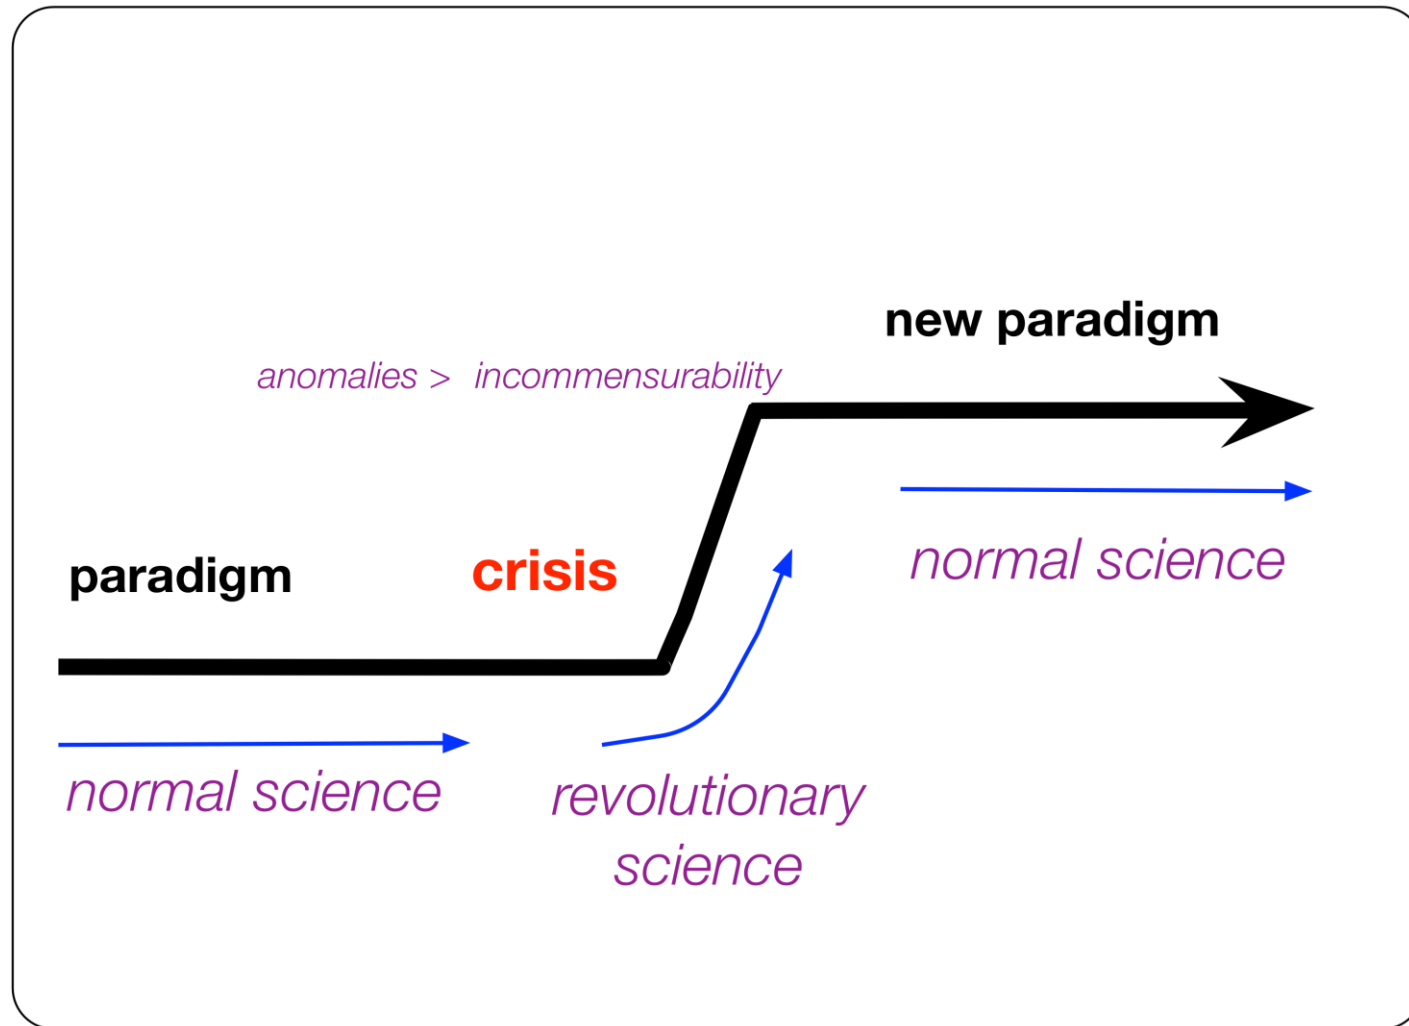 new paradigm
anomalies > incommensurability
paradigm
crisis
normal science
normal science
revolutionary
science